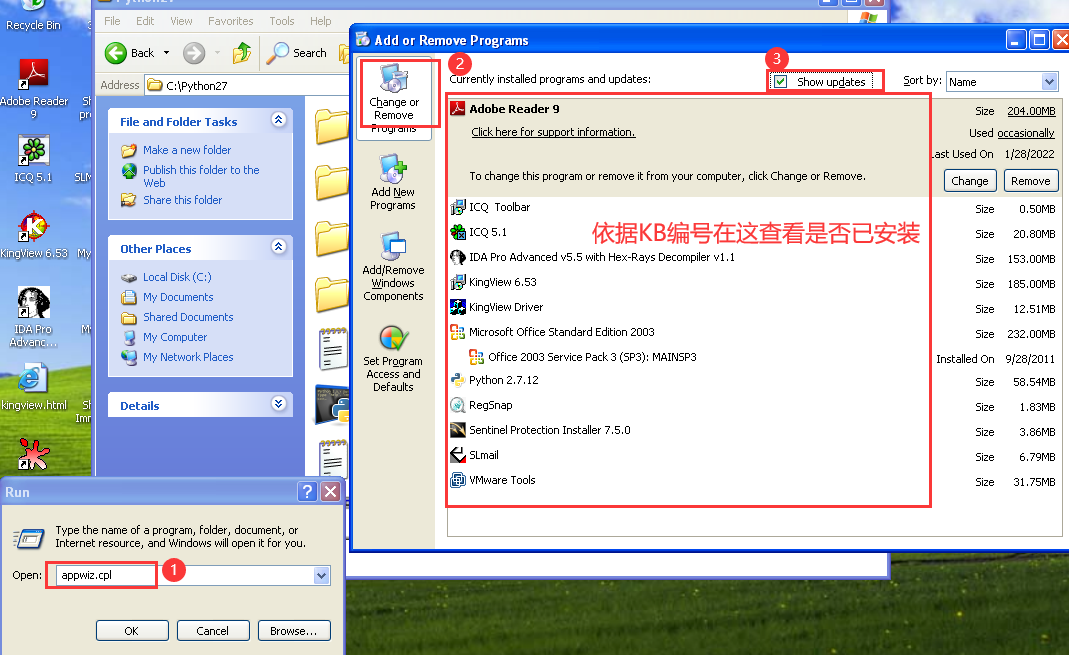 Recycle Bin
Adobe Reader
9
ICQ 5.1
SLM
KingView 6.53
My
IDA Pro
Advanc...
kingview.html
Imm
File Edit View Favorites Tools Help
Back
Search
Address C:\Python27
File and Folder Tasks
Make a new folder
Publish this folder to the
Web
Share this folder
Other Places
Local Disk (C:)
My Documents
Shared Documents
My Computer
My Network Places
Details
Add or Remove Programs
2
3
Change or
Remove
Programs
Currently installed programs and updates:
Show updates
Sort by: Name
Add New
Programs
Add/Remove
Windows
Components
Set Program
Access and
Defaults
Adobe Reader 9
Size 204.00MB
Click here for support information.
Used occasionally
Last Used On 1/28/2022
To change this program or remove it from your computer, click Change or Remove.
Change Remove
ICQ Toolbar Size 0.50MB
ICQ 5.1 Size 20.80MB
依据KB编号在这查看是否已安装
IDA Pro Advanced v5.5 with Hex-Rays Decompiler v1.1 Size 153.00MB
KingView 6.53 Size 185.00MB
KingView Driver Size 12.51MB
Microsoft Office Standard Edition 2003 Size 232.00MB
Office 2003 Service Pack 3 (SP3): MAINSP3 Installed On 9/28/2011
Python 2.7.12 Size 58.54MB
RegSnap Size 1.83MB
Sentinel Protection Installer 7.5.0 Size 3.86MB
SLmail Size 6.79MB
VMware Tools Size 31.75MB
Run
Type the name of a program, folder, document, or
Internet resource, and Windows will open it for you.
Open: appwiz.cpl
1
OK Cancel Browse...